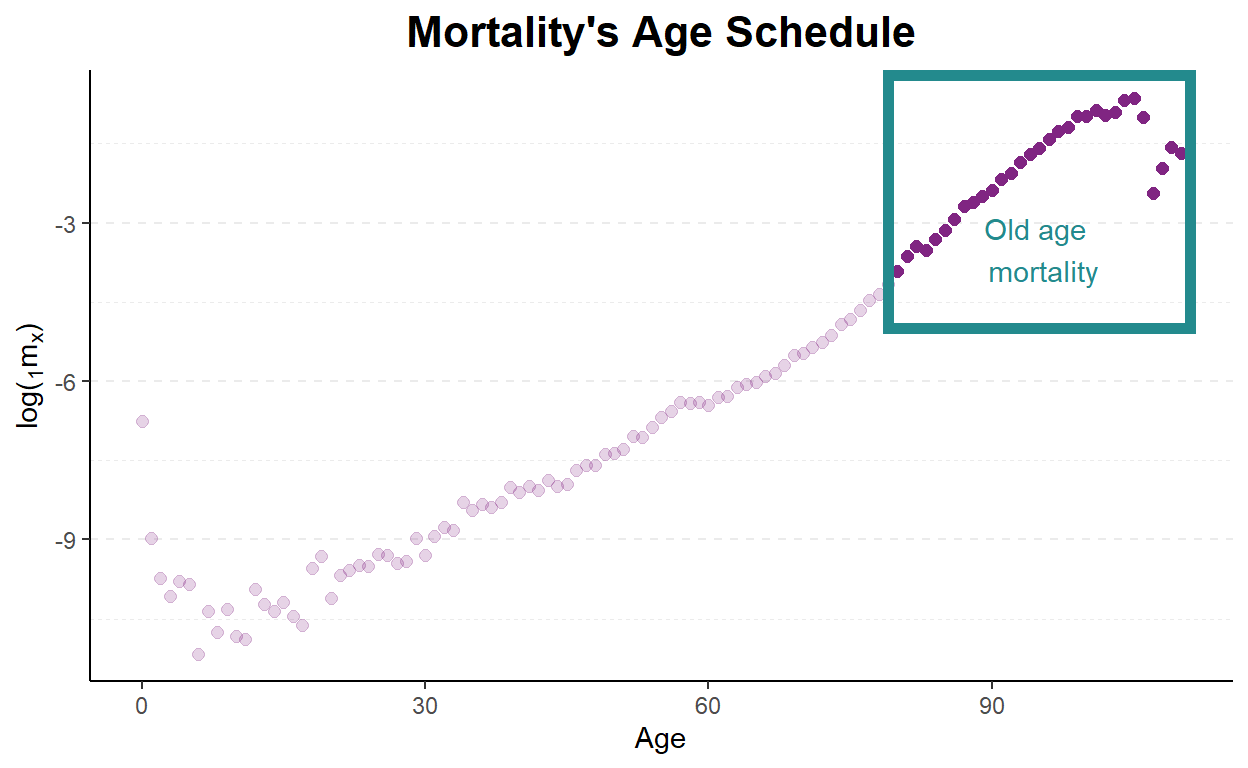 Mortality's Age Schedule
log(₁mₓ)
-3
-6
-9
Old age
mortality
0 30 60 90
Age